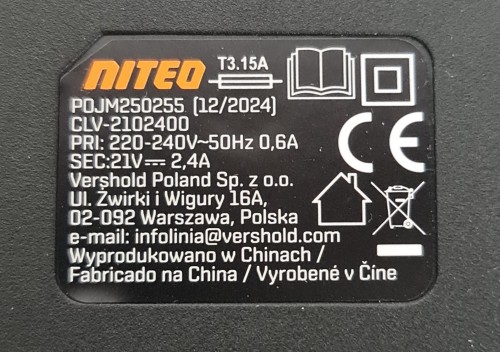 NITEO T3.15A
POJM250255 (12/2024)
CLV-2102400
PRI: 220-240V~50Hz 0,6A
SEC:21V⎓ 2,4A
Vershold Poland Sp. z o.o.
Ul. Żwirki i Wigury 16A,
02-092 Warszawa, Polska
e-mail: infolinia@vershold.com
Wyprodukowano w Chinach /
Fabricado na China / Vyrobené v Číne
CE